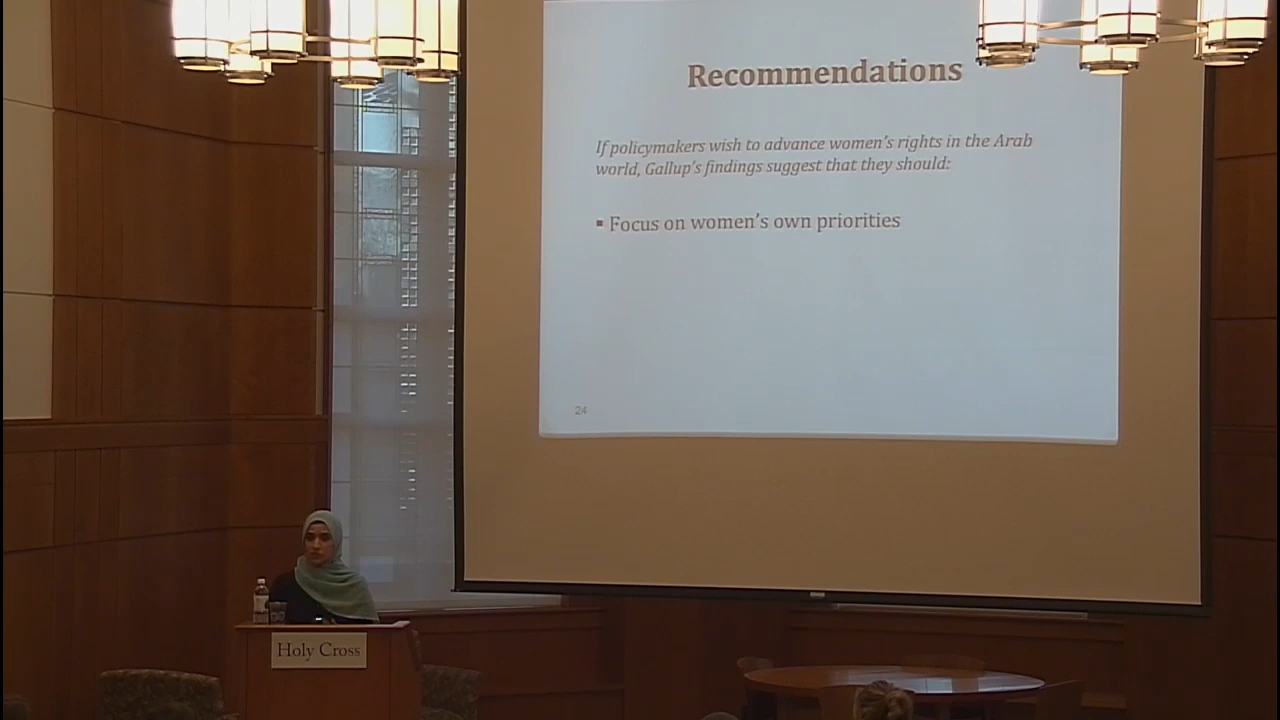 Recommendations
If policymakers wish to advance women's rights in the Arab
world, Gallup's findings suggest that they should:
▪ Focus on women's own priorities
24
Holy Cross